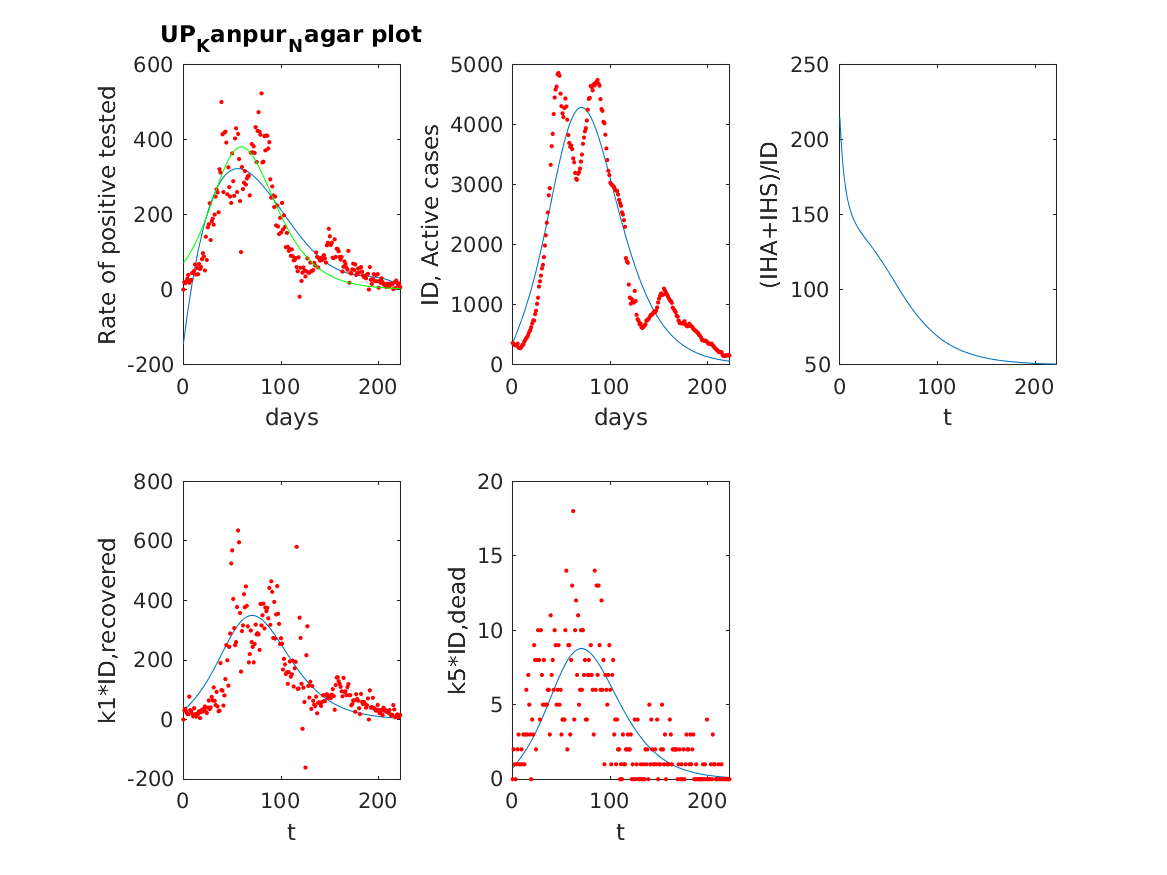 UP_Kanpur_Nagar plot
Rate of positive tested
600
400
200
0
-200
0 100 200
days
ID, Active cases
5000
4000
3000
2000
1000
0
0 100 200
days
(IHA+IHS)/ID
250
200
150
100
50
0 100 200
t
k1*ID,recovered
800
600
400
200
0
-200
0 100 200
t
k5*ID,dead
20
15
10
5
0
0 100 200
t